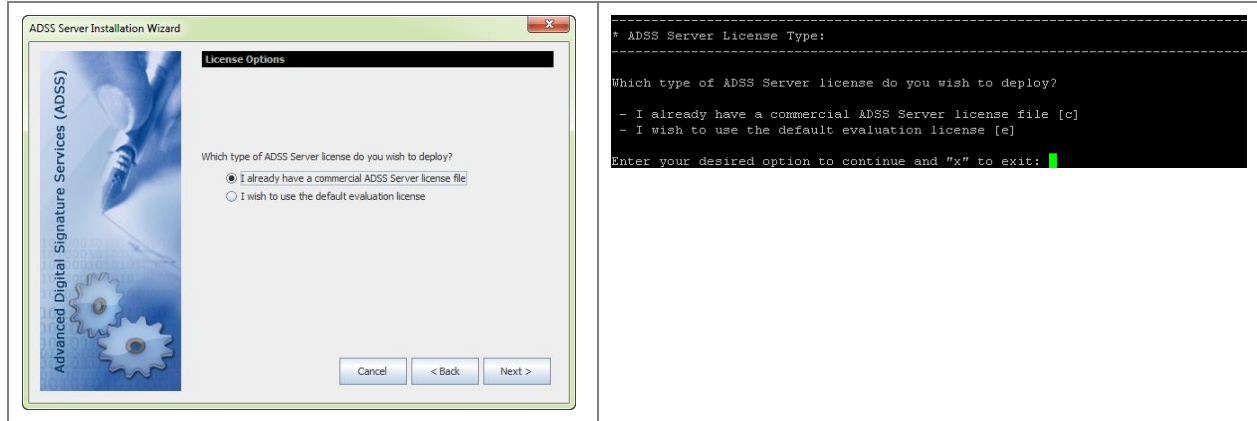 ADSS Server Installation Wizard
Advanced Digital Signature Services (ADSS)
License Options
Which type of ADSS Server license do you wish to deploy?
I already have a commercial ADSS Server license file
I wish to use the default evaluation license
Cancel
< Back
Next >
* ADSS Server License Type:
Which type of ADSS Server license do you wish to deploy?
- I already have a commercial ADSS Server license file [c]
- I wish to use the default evaluation license [e]
Enter your desired option to continue and "x" to exit: